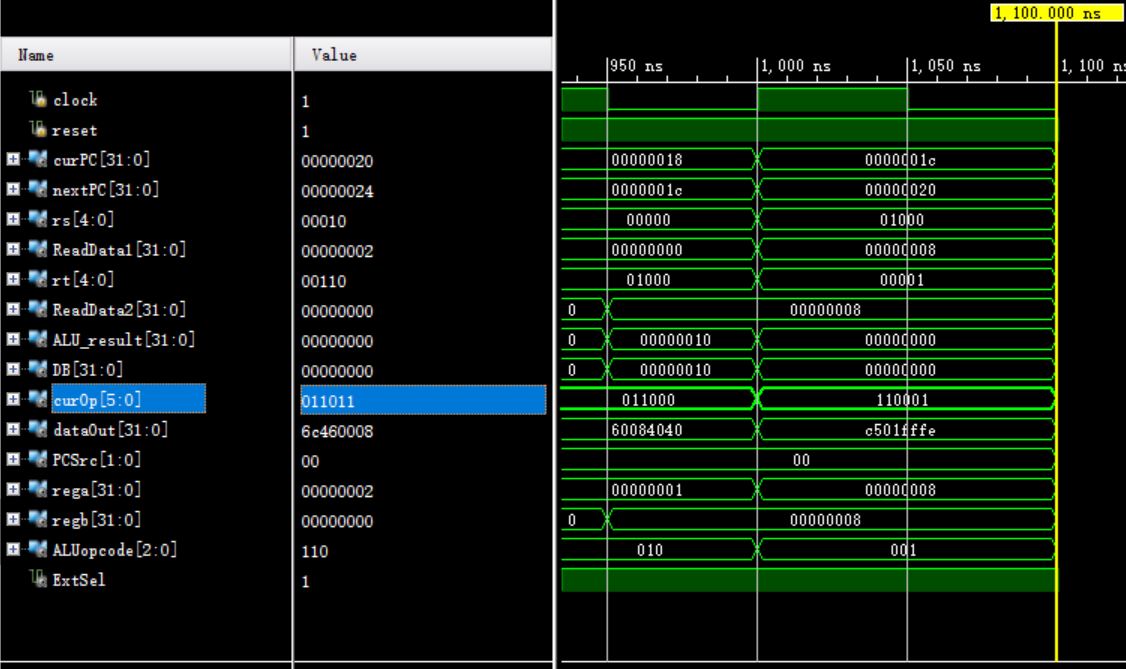 1,100.000 ns
Name Value
950 ns 1,000 ns 1,050 ns 1,100 ns
clock 1
reset 1
curPC[31:0] 00000020 00000018 0000001c
nextPC[31:0] 00000024 0000001c 00000020
rs[4:0] 00010 00000 01000
ReadData1[31:0] 00000002 00000000 00000008
rt[4:0] 00110 01000 00001
ReadData2[31:0] 00000000 0 00000008
ALU_result[31:0] 00000000 0 00000010 00000000
DB[31:0] 00000000 0 00000010 00000000
curOp[5:0] 011011 011000 110001
dataOut[31:0] 6c460008 60084040 c501fffe
PCSrc[1:0] 00 00
rega[31:0] 00000002 00000001 00000008
regb[31:0] 00000000 0 00000008
ALUopcode[2:0] 110 010 001
ExtSel 1